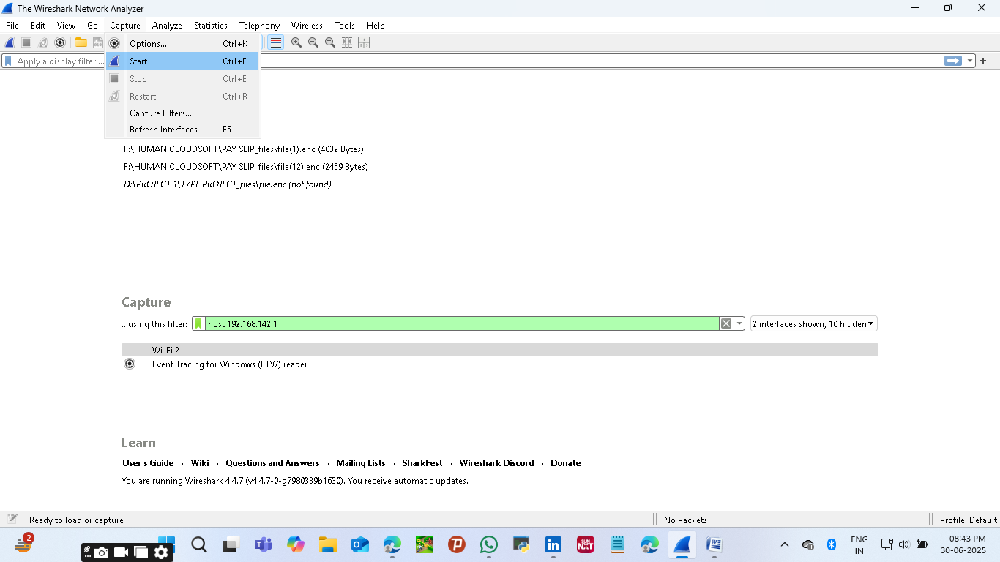 The Wireshark Network Analyzer
File Edit View Go Capture Analyze Statistics Telephony Wireless Tools Help
Options... Ctrl+K
Apply a display filter ...
Start Ctrl+E
Stop Ctrl+E
Restart Ctrl+R
Capture Filters...
Refresh Interfaces F5
F:\HUMAN CLOUDSOFT\PAY SLIP_files\file(1).enc (4032 Bytes)
F:\HUMAN CLOUDSOFT\PAY SLIP_files\file(12).enc (2459 Bytes)
D:\PROJECT 1\TYPE PROJECT_files\file.enc (not found)
Capture
...using this filter: host 192.168.142.1 2 interfaces shown, 10 hidden
Wi-Fi 2
Event Tracing for Windows (ETW) reader
Learn
User's Guide · Wiki · Questions and Answers · Mailing Lists · SharkFest · Wireshark Discord · Donate
You are running Wireshark 4.4.7 (v4.4.7-0-g7980339b1630). You receive automatic updates.
Ready to load or capture No Packets Profile: Default
2
ENG
IN
08:43 PM
30-06-2025